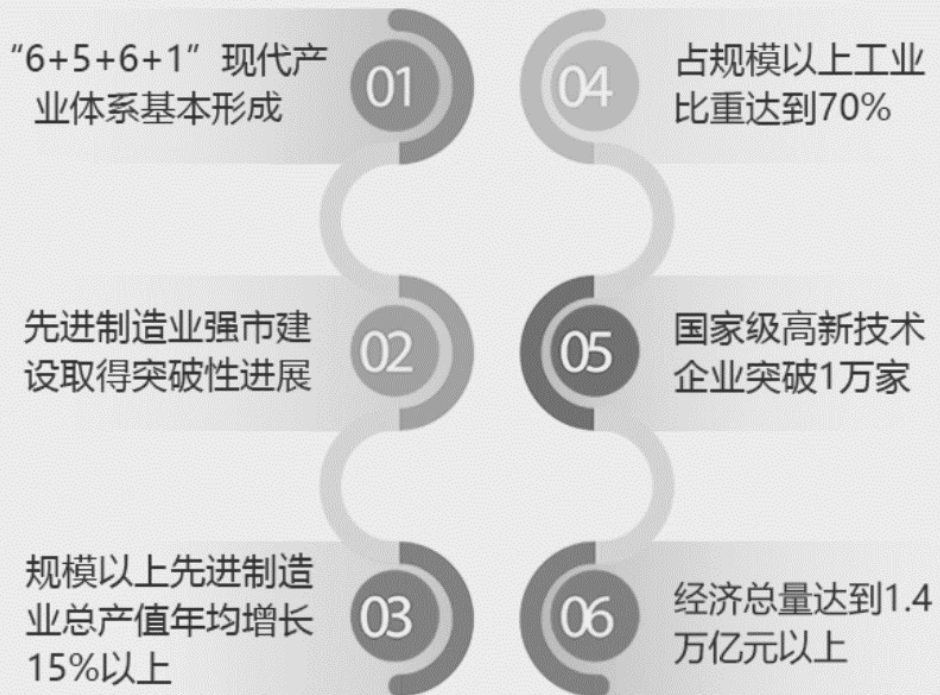 “6+5+6+1”现代产
业体系基本形成
01
先进制造业强市建
设取得突破性进展
02
规模以上先进制造
业总产值年均增长
15%以上
03
04
占规模以上工业
比重达到70%
05
国家级高新技术
企业突破1万家
06
经济总量达到1.4
万亿元以上